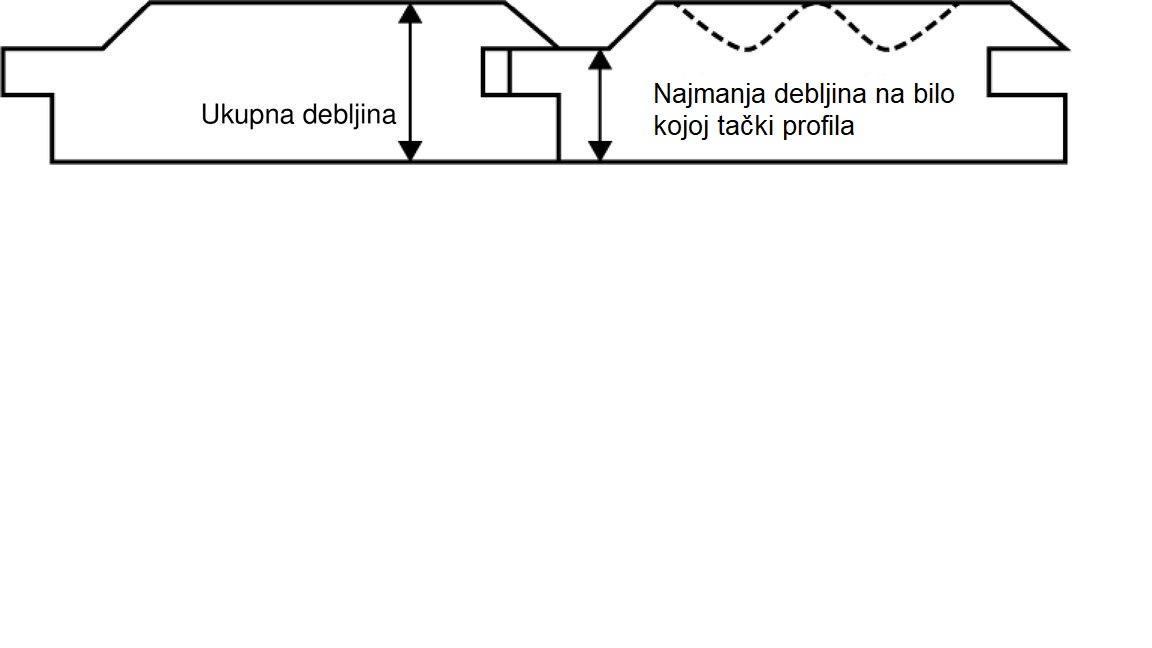 Ukupna debljina
Najmanja debljina na bilo
kojoj tački profila